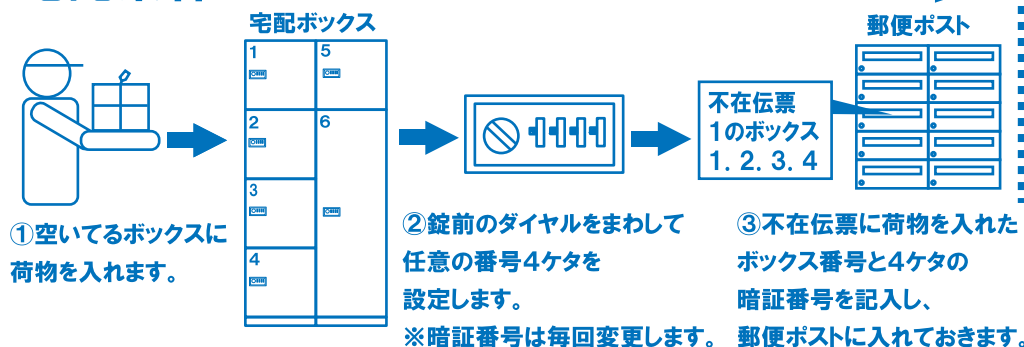 宅配ボックス
郵便ポスト
1
5
2
6
3
4
不在伝票
1のボックス
1. 2. 3. 4
①空いてるボックスに
荷物を入れます。
②錠前のダイヤルをまわして
任意の番号4ケタを
設定します。
※暗証番号は毎回変更します。
③不在伝票に荷物を入れた
ボックス番号と4ケタの
暗証番号を記入し、
郵便ポストに入れておきます。